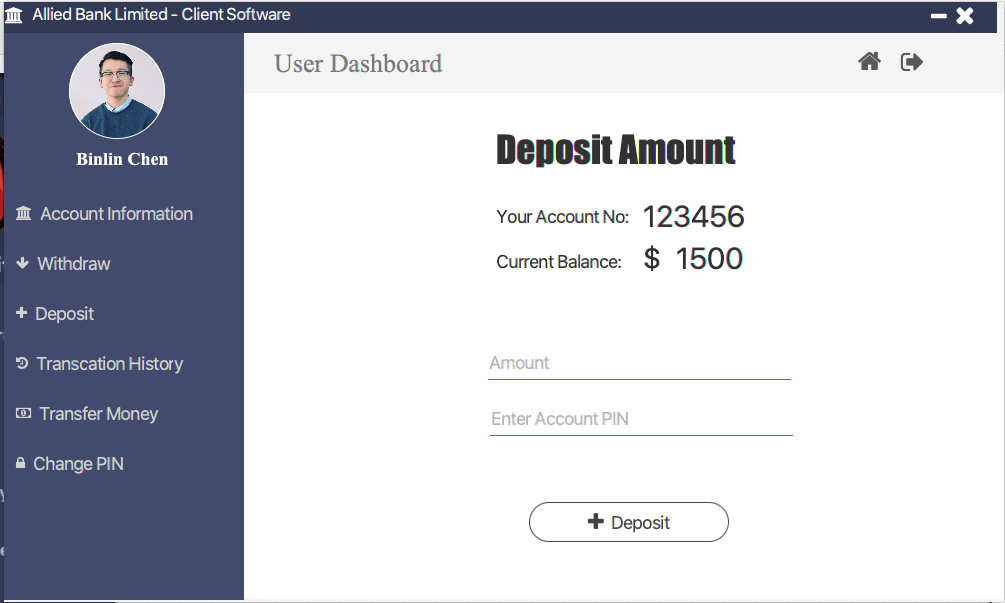 Allied Bank Limited - Client Software
Binlin Chen
Account Information
Withdraw
Deposit
Transcation History
Transfer Money
Change PIN
User Dashboard
Deposit Amount
Your Account No: 123456
Current Balance: $ 1500
Amount
Enter Account PIN
Deposit